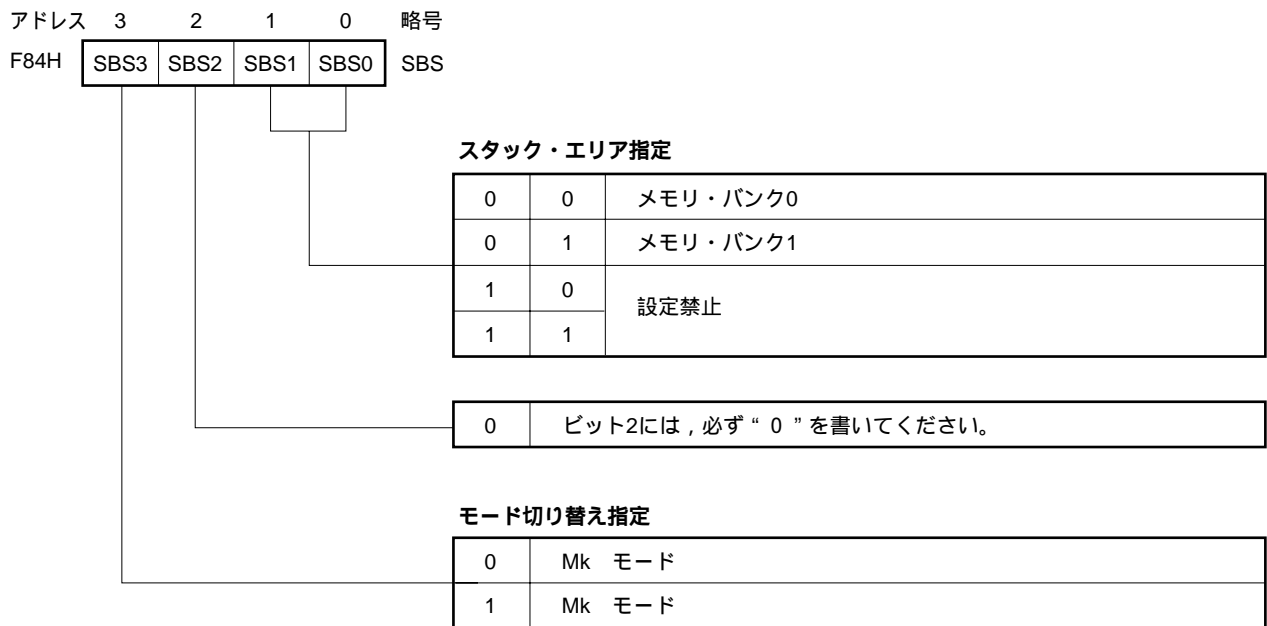 アドレス 3 2 1 0 略号
F84H SBS3 SBS2 SBS1 SBS0 SBS
スタック・エリア指定
0 0 メモリ・バンク0
0 1 メモリ・バンク1
1 0 設定禁止
1 1
0 ビット2には，必ず“ 0 ”を書いてください。
モード切り替え指定
0 Mk モード
1 Mk モード